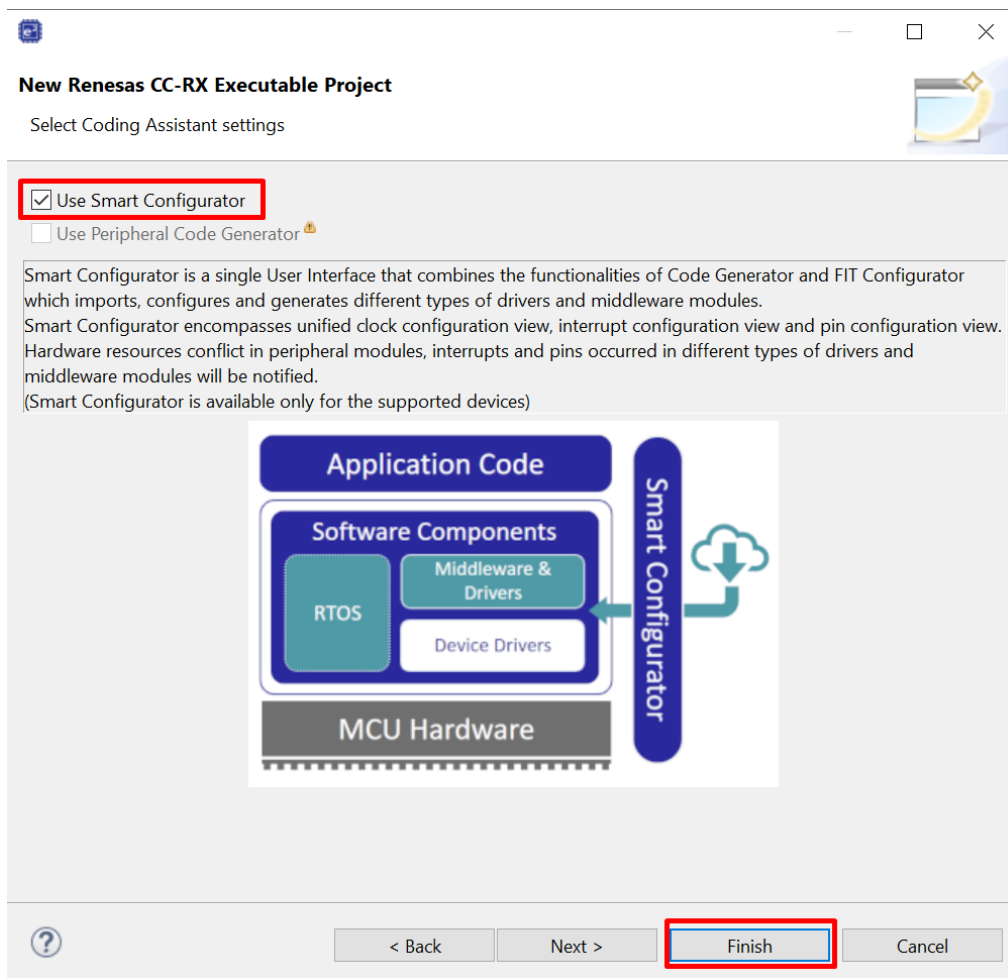 New Renesas CC-RX Executable Project
Select Coding Assistant settings
Use Smart Configurator
Use Peripheral Code Generator
Smart Configurator is a single User Interface that combines the functionalities of Code Generator and FIT Configurator
which imports, configures and generates different types of drivers and middleware modules.
Smart Configurator encompasses unified clock configuration view, interrupt configuration view and pin configuration view.
Hardware resources conflict in peripheral modules, interrupts and pins occurred in different types of drivers and
middleware modules will be notified.
(Smart Configurator is available only for the supported devices)
Application Code
Software Components
RTOS
Middleware &
Drivers
Device Drivers
MCU Hardware
Smart Configurator
?
< Back
Next >
Finish
Cancel